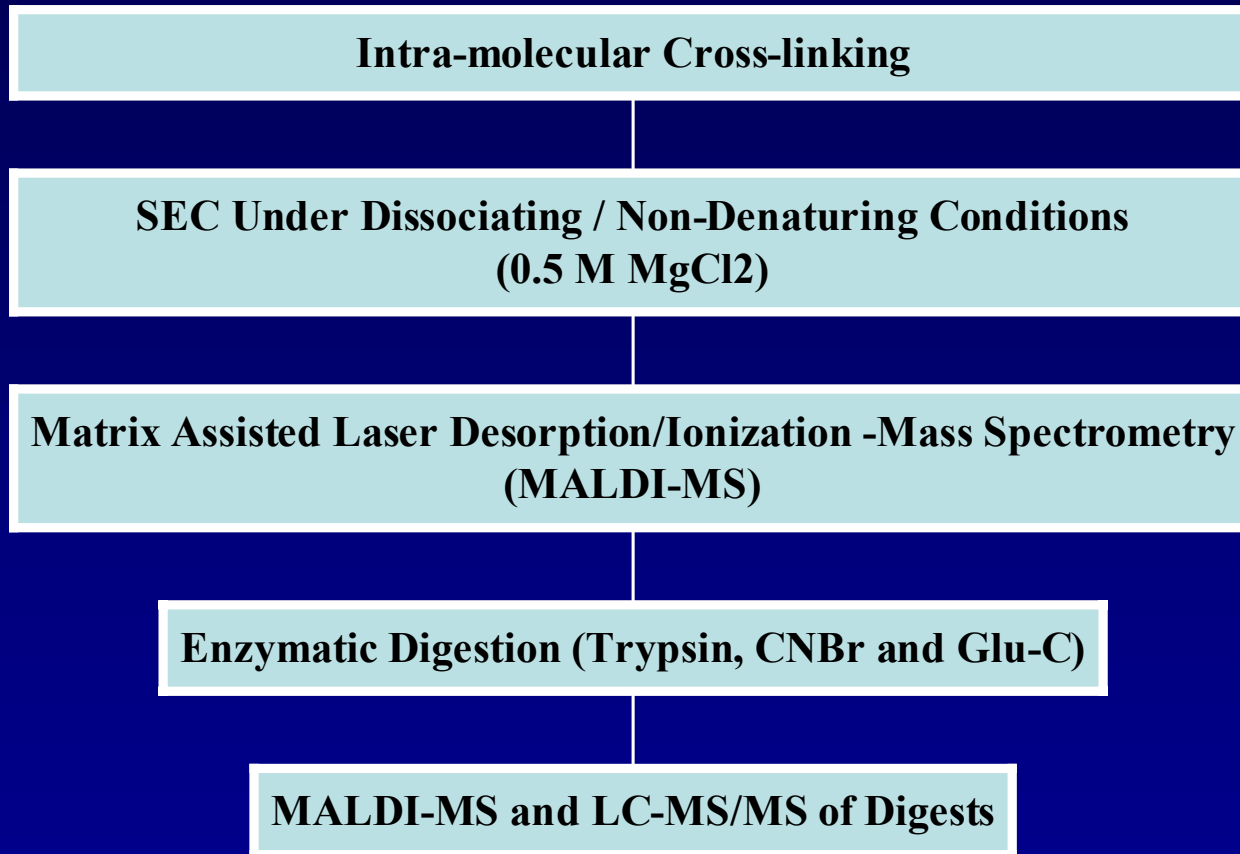 Intra-molecular Cross-linking
SEC Under Dissociating / Non-Denaturing Conditions
(0.5 M MgCl2)
Matrix Assisted Laser Desorption/Ionization -Mass Spectrometry
(MALDI-MS)
Enzymatic Digestion (Trypsin, CNBr and Glu-C)
MALDI-MS and LC-MS/MS of Digests